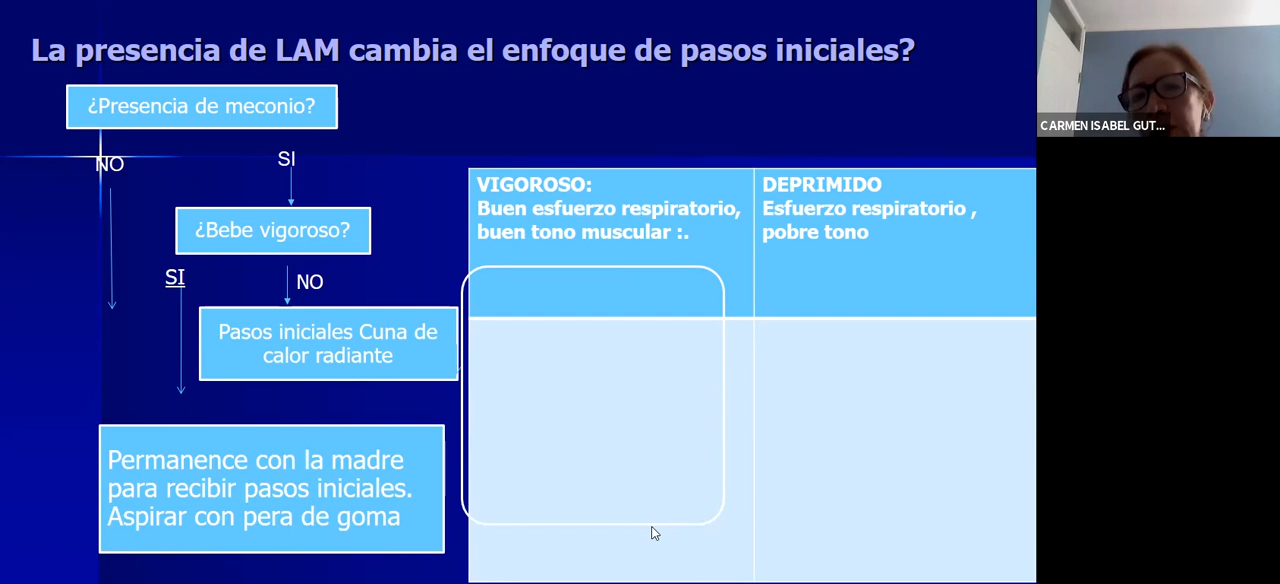 La presencia de LAM cambia el enfoque de pasos iniciales?
¿Presencia de meconio?
NO
SI
¿Bebe vigoroso?
SI
NO
Pasos iniciales Cuna de
calor radiante
Permanence con la madre
para recibir pasos iniciales.
Aspirar con pera de goma
VIGOROSO:
Buen esfuerzo respiratorio,
buen tono muscular :.
DEPRIMIDO
Esfuerzo respiratorio ,
pobre tono
CARMEN ISABEL GUT...